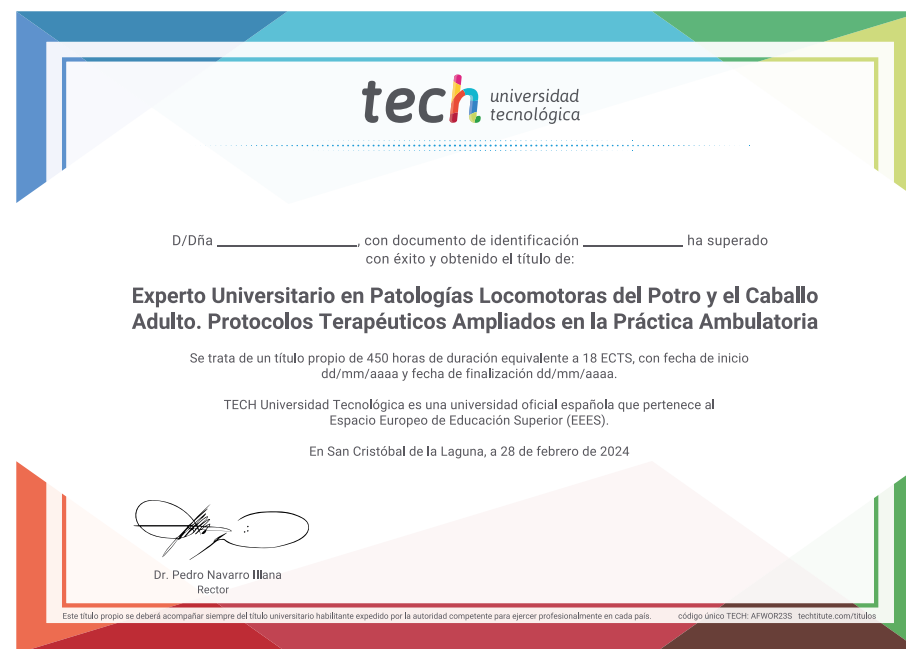 tech universidad
tecnológica
D/Dña ____________________, con documento de identificación ______________ ha superado
con éxito y obtenido el título de:
Experto Universitario en Patologías Locomotoras del Potro y el Caballo
Adulto. Protocolos Terapéuticos Ampliados en la Práctica Ambulatoria
Se trata de un título propio de 450 horas de duración equivalente a 18 ECTS, con fecha de inicio
dd/mm/aaaa y fecha de finalización dd/mm/aaaa.
TECH Universidad Tecnológica es una universidad oficial española que pertenece al
Espacio Europeo de Educación Superior (EEES).
En San Cristóbal de la Laguna, a 28 de febrero de 2024
Dr. Pedro Navarro Illana
Rector
Este título propio se deberá acompañar siempre del título universitario habilitante expedido por la autoridad competente para ejercer profesionalmente en cada país. código único TECH: AFWOR23S techtitute.com/titulos